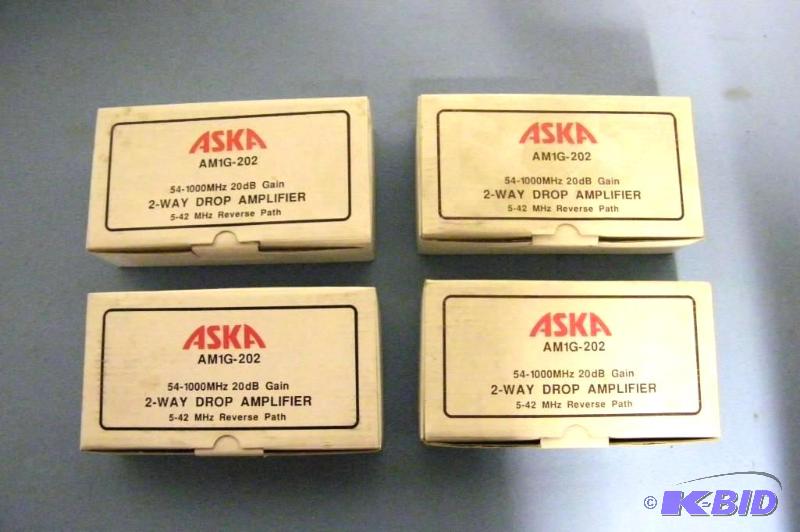 ASKA
AM1G-202
54-1000MHz 20dB Gain
2-WAY DROP AMPLIFIER
5-42 MHz Reverse Path
ASKA
AM1G-202
54-1000MHz 20dB Gain
2-WAY DROP AMPLIFIER
5-42 MHz Reverse Path
ASKA
AM1G-202
54-1000MHz 20dB Gain
2-WAY DROP AMPLIFIER
5-42 MHz Reverse Path
ASKA
AM1G-202
54-1000MHz 20dB Gain
2-WAY DROP AMPLIFIER
5-42 MHz Reverse Path
© K-BID